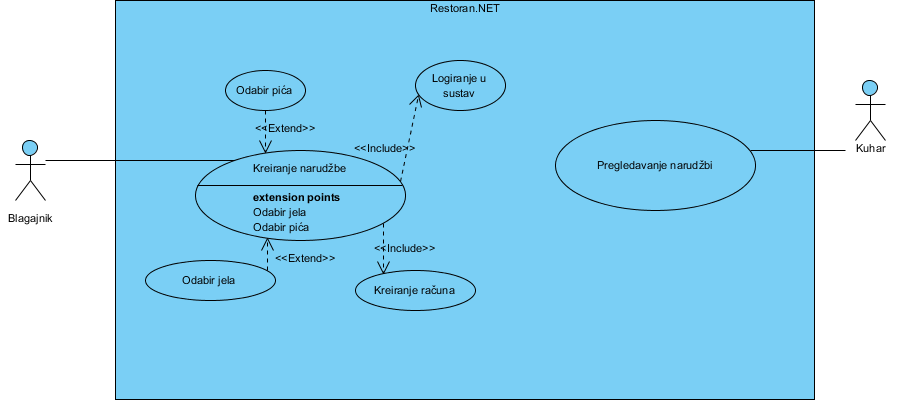 Restoran.NET
Odabir pića
Logiranje u
sustav
<<Extend>>
<<Include>>
Kreiranje narudžbe
extension points
Odabir jela
Odabir pića
Pregledavanje narudžbi
Kuhar
Blagajnik
<<Include>>
<<Extend>>
Odabir jela
Kreiranje računa